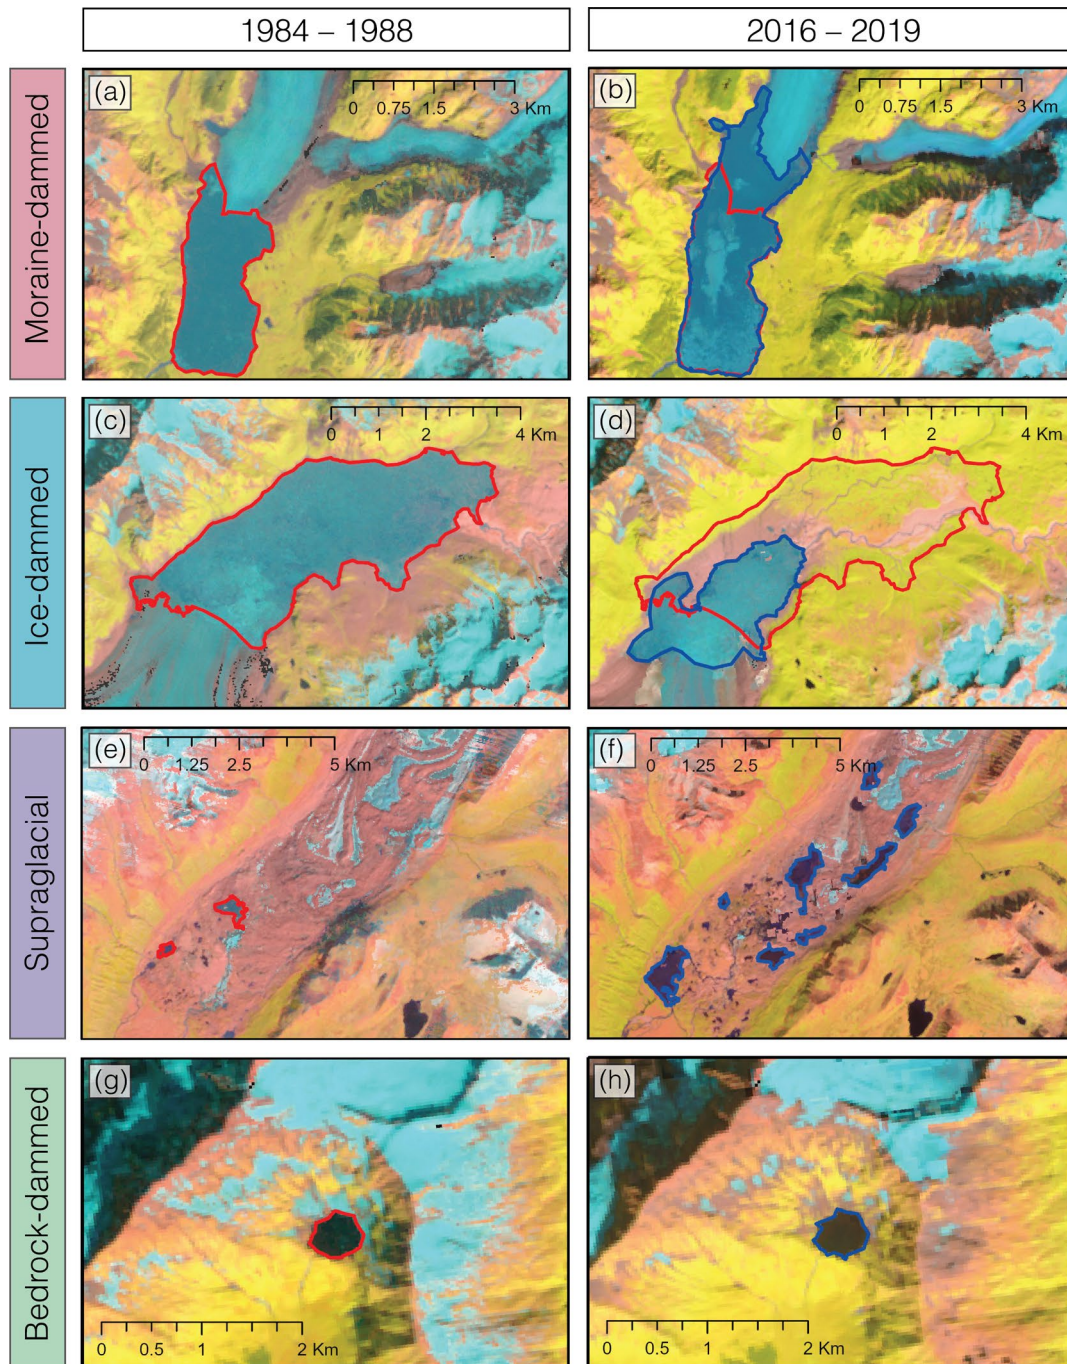 1984 – 1988
2016 – 2019
Moraine-dammed
(a)
0 0.75 1.5 3 Km
(b)
0 0.75 1.5 3 Km
Ice-dammed
(c)
0 1 2 4 Km
(d)
0 1 2 4 Km
Supraglacial
(e)
0 1.25 2.5 5 Km
(f)
0 1.25 2.5 5 Km
Bedrock-dammed
(g)
0 0.5 1 2 Km
(h)
0 0.5 1 2 Km